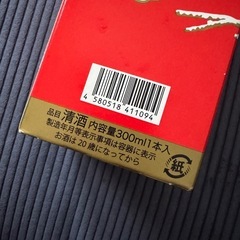 4 580518 411094
品目 清酒 内容量300ml1本入
製造年月等表示事項は容器に表示
お酒は20歳になってから
紙